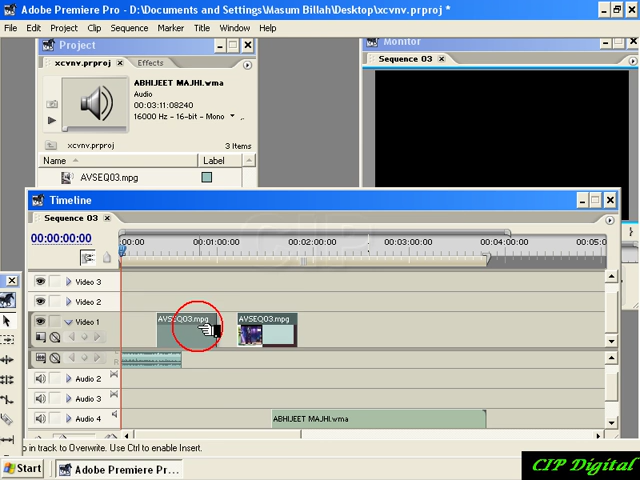 Adobe Premiere Pro - D:\Documents and Settings\Masum Billah\Desktop\xcvnv.prproj *
File Edit Project Clip Sequence Marker Title Window Help
Project
xcvnv.prproj Effects
ABHIJEET MAJHI.wma
Audio
00:03:11:08240
16000 Hz - 16-bit - Mono
xcvnv.prproj 3 Items
Name Label
AVSEQ03.mpg
Monitor
Sequence 03
Timeline
Sequence 03
00:00:00:00
00:00 00:01:00:00 00:02:00:00 00:03:00:00 00:04:00:00 00:05:0
Video 3
Video 2
Video 1
AVSEQ03.mpg AVSEQ03.mpg
Audio 2
Audio 3
Audio 4
ABHIJEET MAJHI.wma
p in track to Overwrite. Use Ctrl to enable Insert.
Start Adobe Premiere Pr...
CIP Digital
CIP